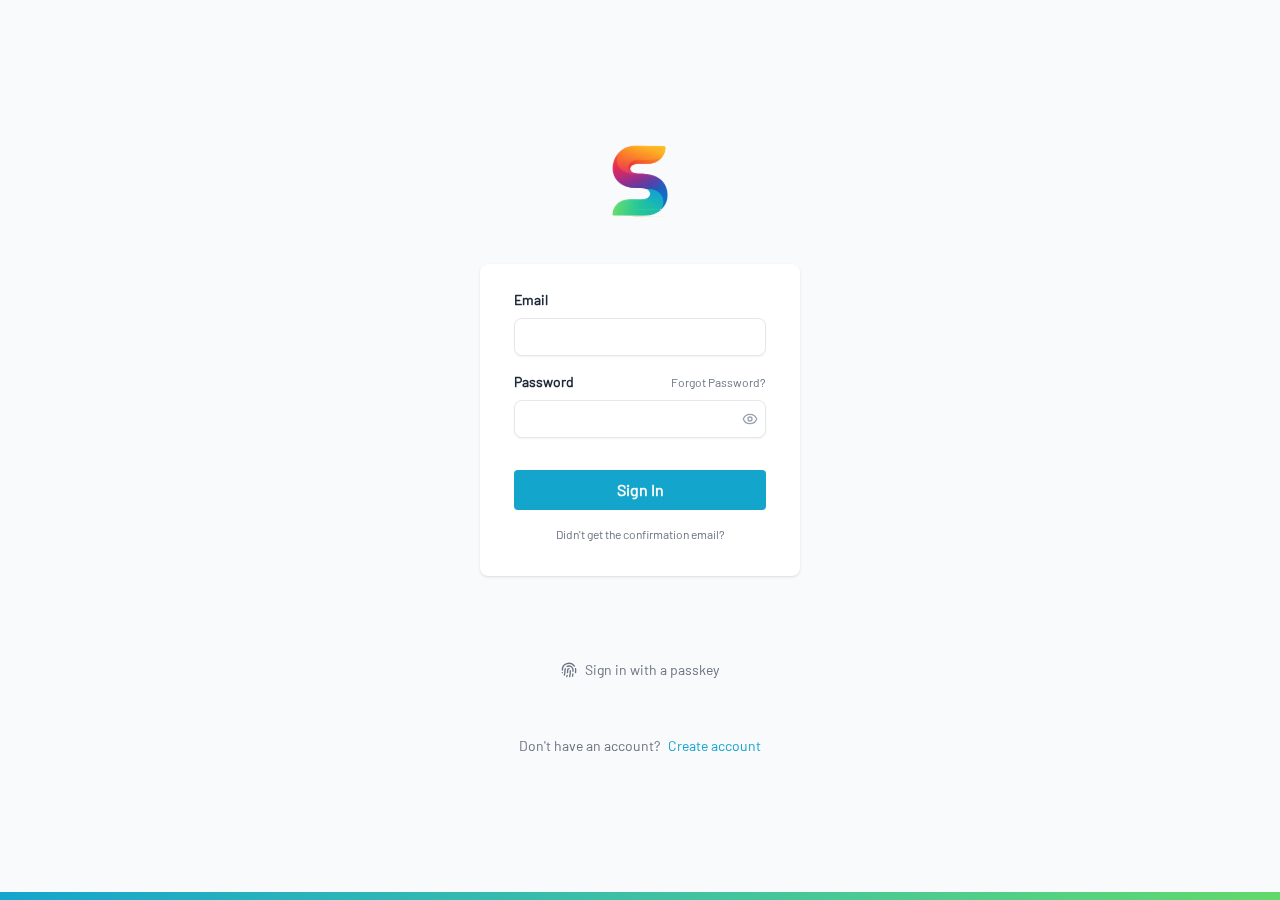 Email
Password Forgot Password?
Sign In
Didn't get the confirmation email?
Sign in with a passkey
Don't have an account? Create account